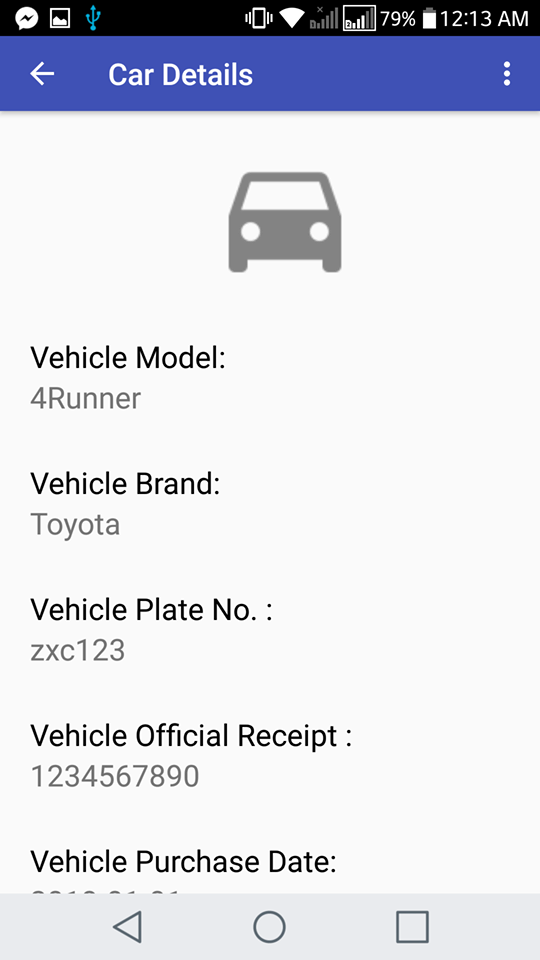 79% 12:13 AM
Car Details
Vehicle Model:
4Runner
Vehicle Brand:
Toyota
Vehicle Plate No. :
zxc123
Vehicle Official Receipt :
1234567890
Vehicle Purchase Date: